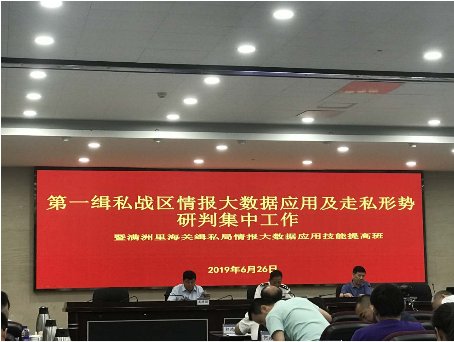 第一缉私战区情报大数据应用及走私形势
研判集中工作
暨满洲里海关缉私局情报大数据应用技能提高班
2019年6月26日